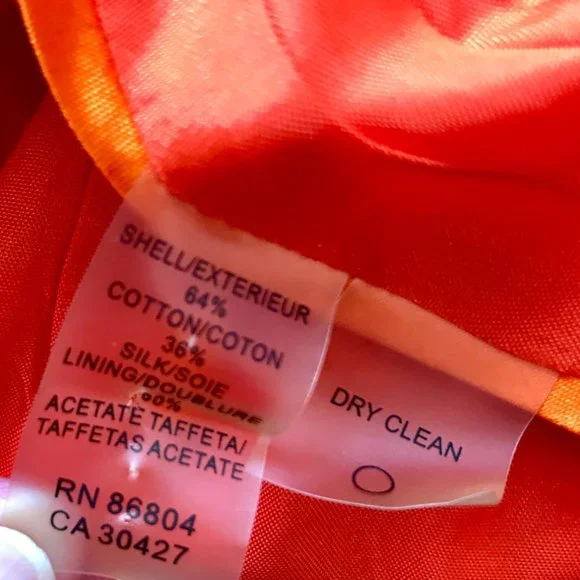 SHELL/EXTERIEUR
64%
COTTON/COTON
36%
SILK/SOIE
LINING/DOUBLURE
60%
ACETATE TAFFETA/
TAFFETAS ACETATE
RN 86804
CA 30427
DRY CLEAN